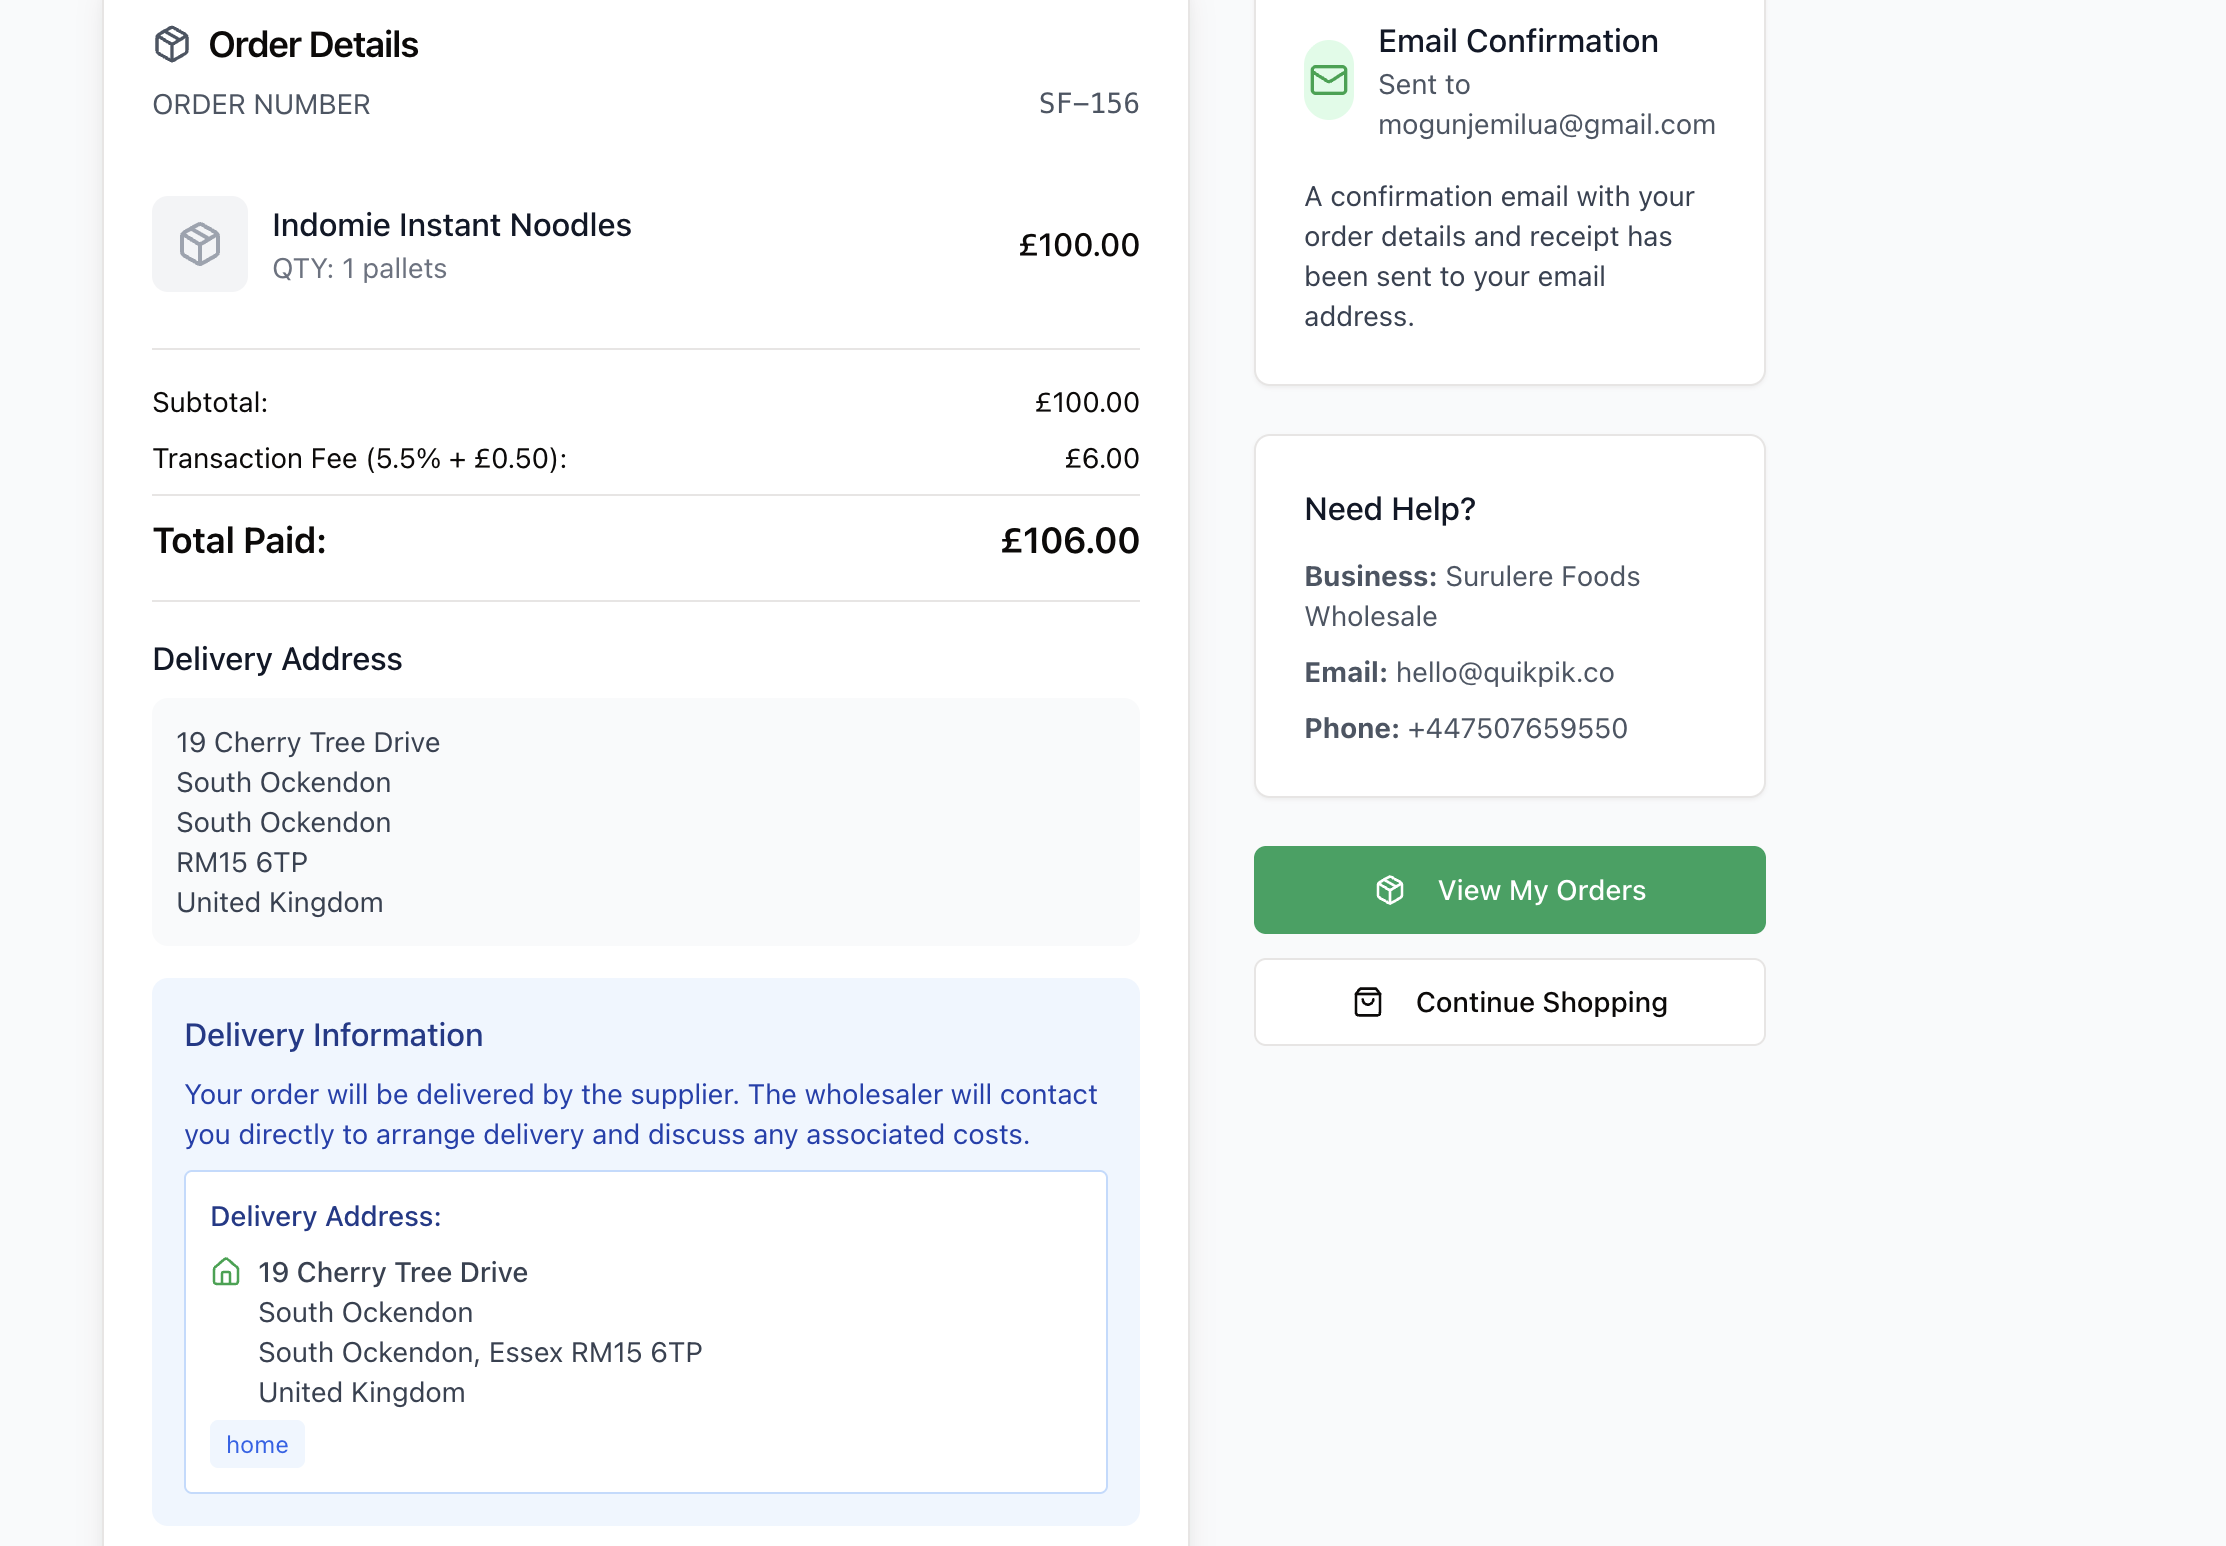 Order Details
ORDER NUMBER SF-156
Indomie Instant Noodles
QTY: 1 pallets
£100.00
Subtotal: £100.00
Transaction Fee (5.5% + £0.50): £6.00
Total Paid: £106.00
Delivery Address
19 Cherry Tree Drive
South Ockendon
South Ockendon
RM15 6TP
United Kingdom
Delivery Information
Your order will be delivered by the supplier. The wholesaler will contact
you directly to arrange delivery and discuss any associated costs.
Delivery Address:
19 Cherry Tree Drive
South Ockendon
South Ockendon, Essex RM15 6TP
United Kingdom
home
Email Confirmation
Sent to
mogunjemilua@gmail.com
A confirmation email with your
order details and receipt has
been sent to your email
address.
Need Help?
Business: Surulere Foods
Wholesale
Email: hello@quikpik.co
Phone: +447507659550
View My Orders
Continue Shopping